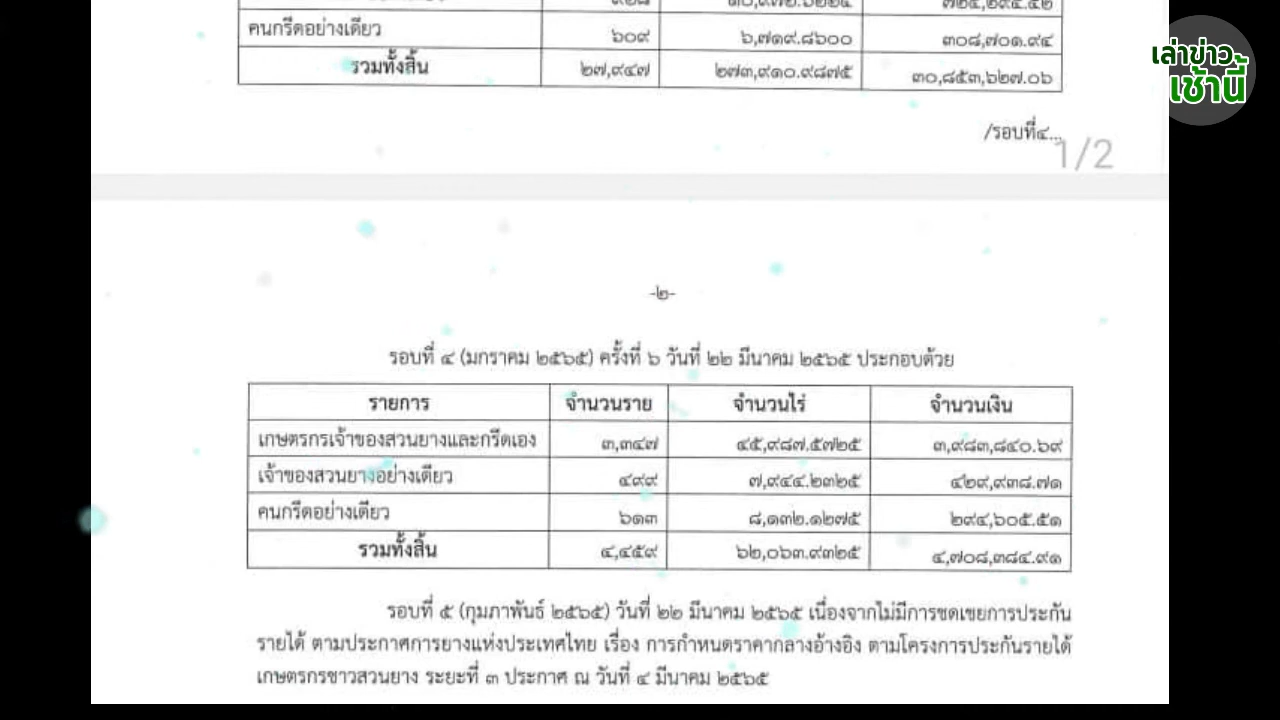 คนกรีดอย่างเดียว ๖๐๙ ๖,๗๑๙.๘๖๐๐ ๓๐๘,๗๐๑.๙๔
รวมทั้งสิ้น ๒๗,๙๔๗ ๒๗๓,๙๑๐.๙๘๗๕ ๓๐,๘๕๓,๖๒๗.๐๖
เล่าข่าว
เช้านี้
/รอบที่๔...
1/2
-๒-
รอบที่ ๔ (มกราคม ๒๕๖๕) ครั้งที่ ๖ วันที่ ๒๒ มีนาคม ๒๕๖๕ ประกอบด้วย
รายการ จำนวนราย จำนวนไร่ จำนวนเงิน
เกษตรกรเจ้าของสวนยางและกรีดเอง ๓,๓๔๗ ๔๕,๙๘๗.๕๗๒๕ ๓,๙๘๓,๘๔๐.๖๙
เจ้าของสวนยางอย่างเดียว ๔๙๙ ๗,๙๔๔.๒๓๒๕ ๔๒๙,๙๓๘.๗๑
คนกรีดอย่างเดียว ๖๑๓ ๘,๑๓๒.๑๒๗๕ ๒๙๔,๖๐๕.๕๑
รวมทั้งสิ้น ๔,๔๕๙ ๖๒,๐๖๓.๙๓๒๕ ๔,๗๐๘,๓๘๔.๙๑
รอบที่ ๕ (กุมภาพันธ์ ๒๕๖๕) วันที่ ๒๒ มีนาคม ๒๕๖๕ เนื่องจากไม่มีการชดเชยการประกัน
รายได้ ตามประกาศการยางแห่งประเทศไทย เรื่อง การกำหนดราคากลางอ้างอิง ตามโครงการประกันรายได้
เกษตรกรชาวสวนยาง ระยะที่ ๓ ประกาศ ณ วันที่ ๔ มีนาคม ๒๕๖๕